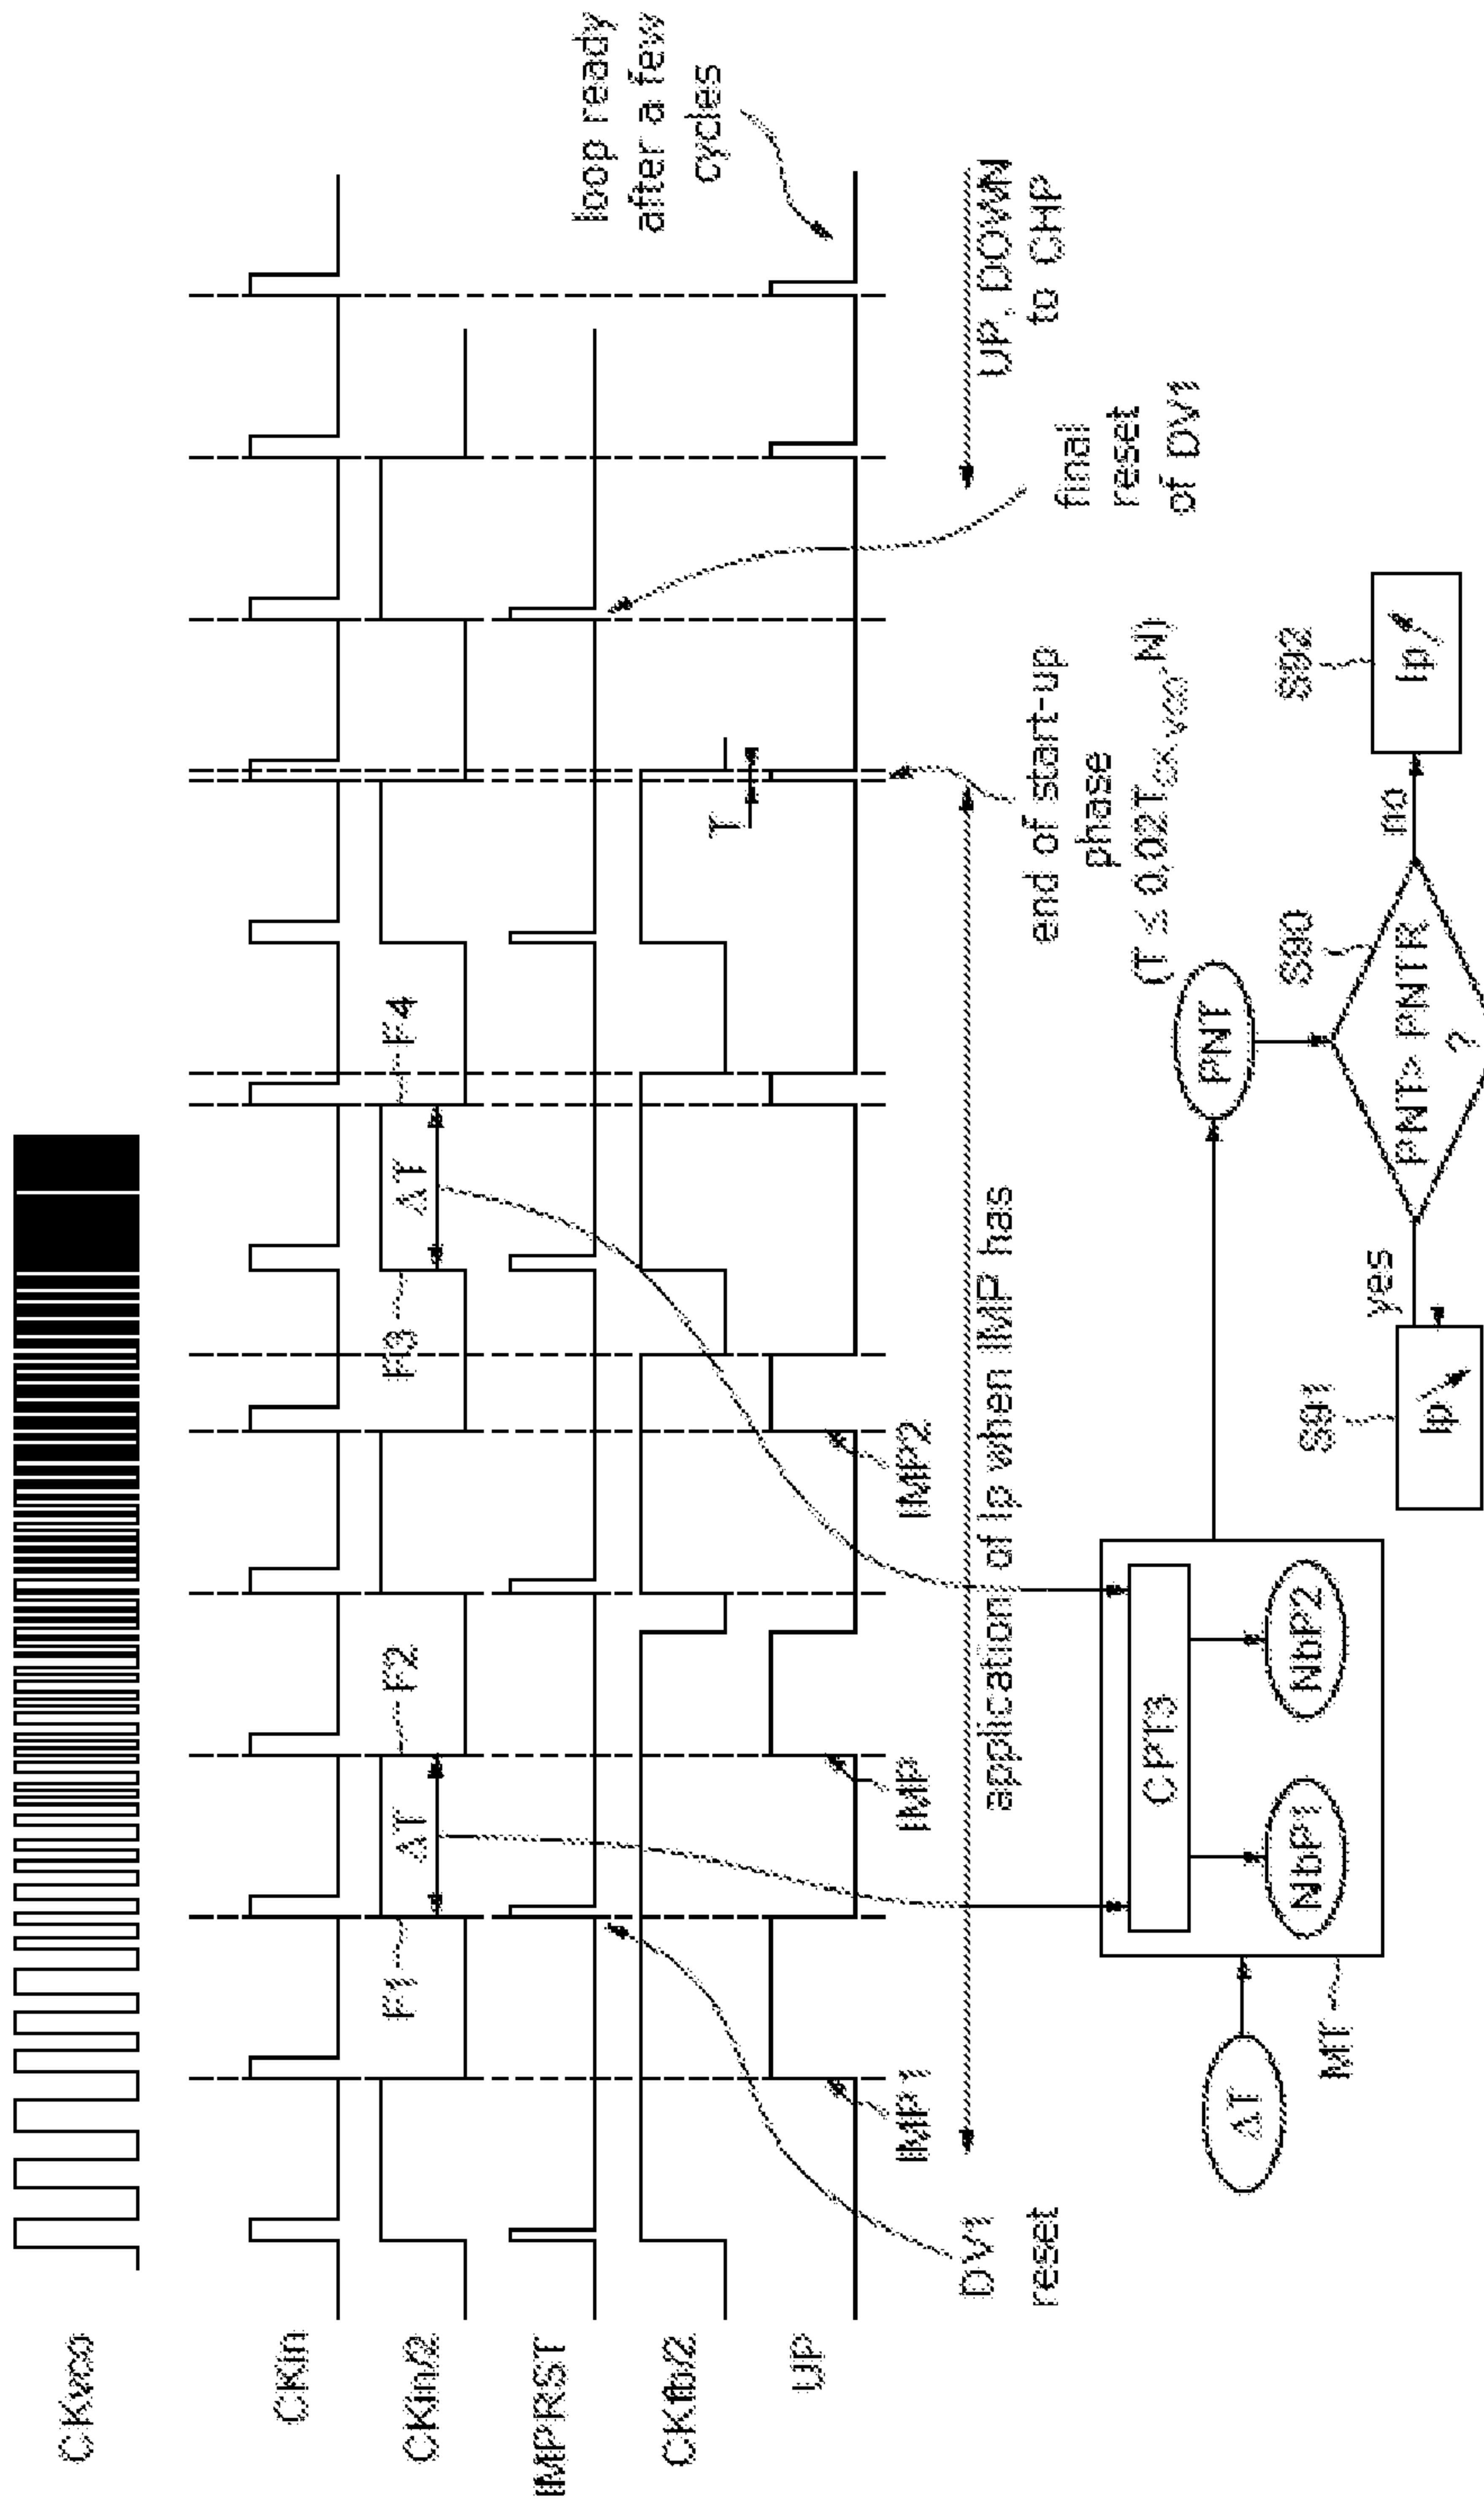 CKvco
CKin
CKin/2
IMPRST
CKfb/2
UP
F1
ΔT
F2
F3
ΔT
F4
T
loop ready
after a few
cycles
DV1
reset
IMP1
IMP
IMP2
application of Ip when IMP has
end of start-up
phase
(T ≤ 0.02T
N)
final
reset
of DV1
UP, DOWN
to CHP
ΔT
MT
CPT3
NbP1
NbP2
PNT
S90
PNT> PNTR
?
yes
no
S91
Ip
S92
Ip